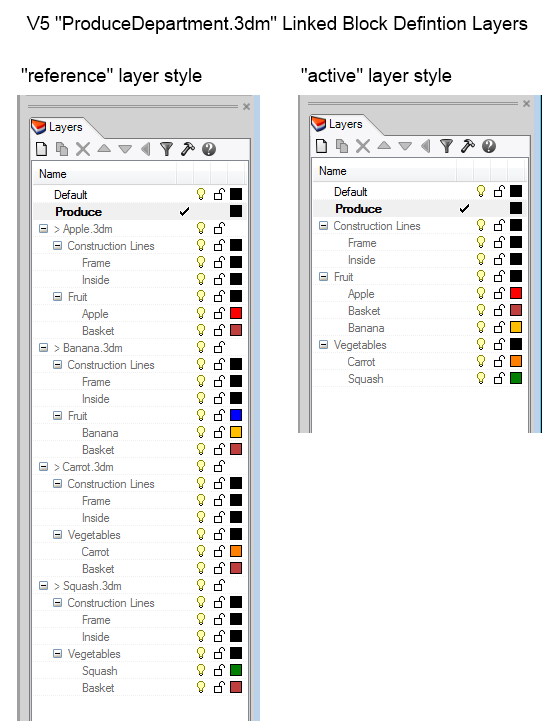 V5 "ProduceDepartment.3dm" Linked Block Defintion Layers
"reference" layer style
Layers
Name
Default
Produce
> Apple.3dm
Construction Lines
Frame
Inside
Fruit
Apple
Basket
> Banana.3dm
Construction Lines
Frame
Inside
Fruit
Banana
Basket
> Carrot.3dm
Construction Lines
Frame
Inside
Vegetables
Carrot
Basket
> Squash.3dm
Construction Lines
Frame
Inside
Vegetables
Squash
Basket
"active" layer style
Layers
Name
Default
Produce
Construction Lines
Frame
Inside
Fruit
Apple
Basket
Banana
Vegetables
Carrot
Squash